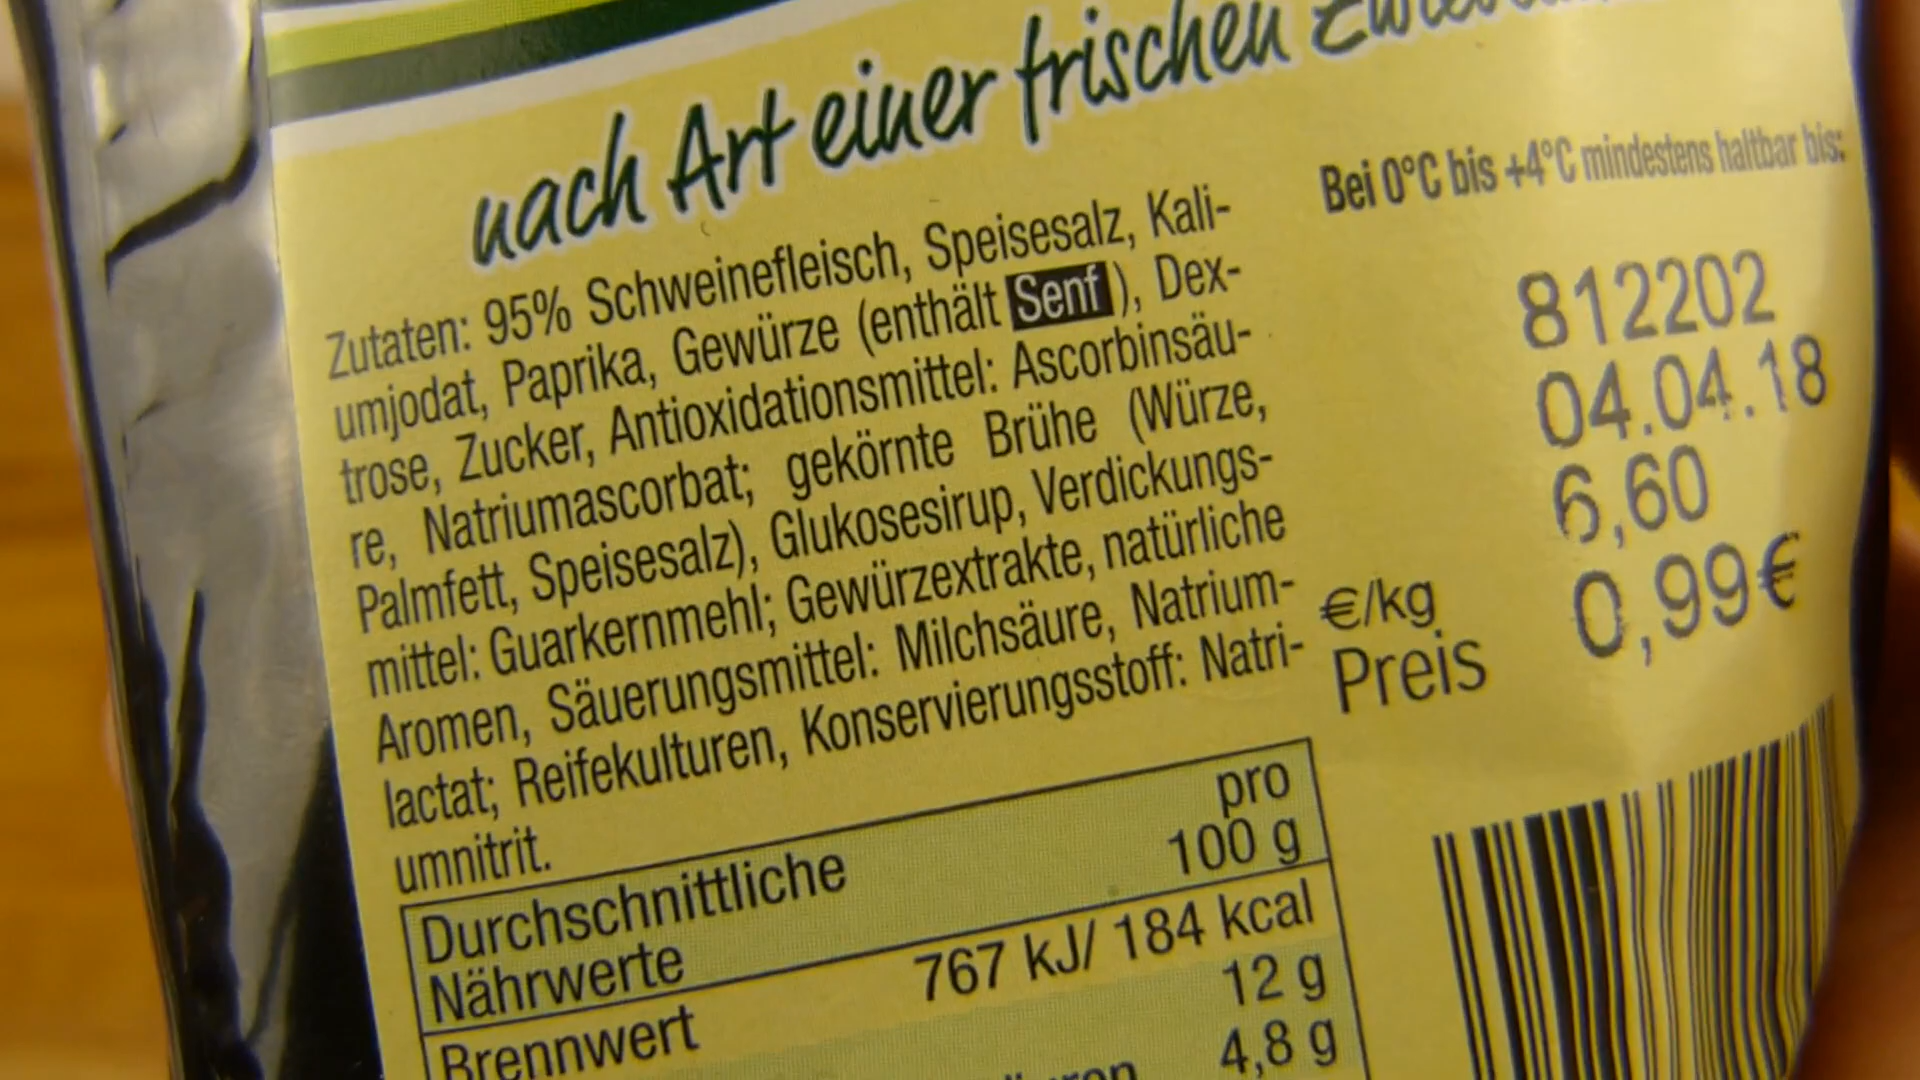 nach Art einer frischen
Zutaten: 95% Schweinefleisch, Speisesalz, Kali-
umjodat, Paprika, Gewürze (enthält Senf), Dex-
trose, Zucker, Antioxidationsmittel: Ascorbinsäu-
re, Natriumascorbat; gekörnte Brühe (Würze,
Palmfett, Speisesalz), Glukosesirup, Verdickungs-
mittel: Guarkernmehl; Gewürzextrakte, natürliche
Aromen, Säuerungsmittel: Milchsäure, Natrium-
lactat; Reifekulturen, Konservierungsstoff: Natri-
umnitrit.
Bei 0°C bis +4°C mindestens haltbar bis:
812202
04.04.18
6,60
€/kg 0,99€
Preis
Durchschnittliche pro
Nährwerte 100 g
Brennwert 767 kJ/ 184 kcal
12 g
4,8 g